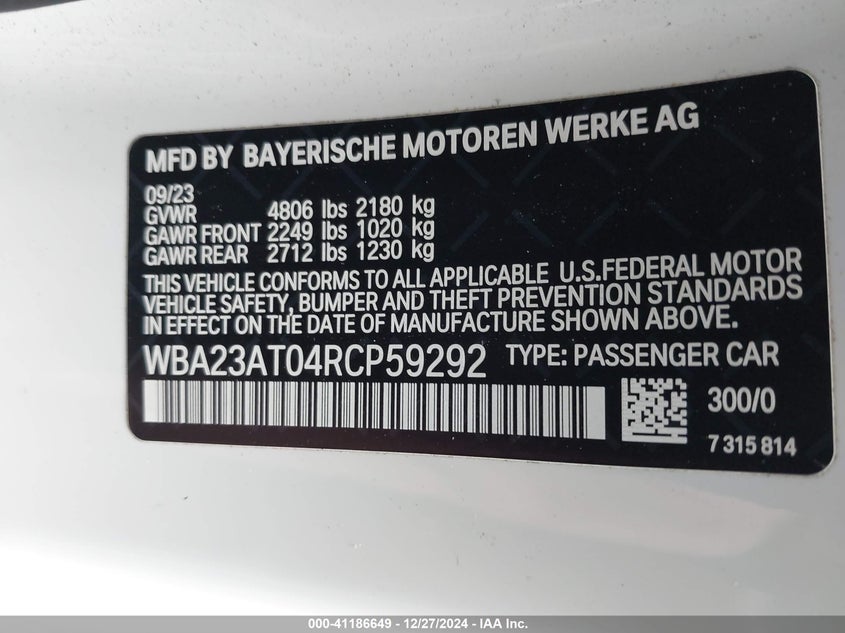 MFD BY BAYERISCHE MOTOREN WERKE AG
09/23
GVWR 4806 lbs 2180 kg
GAWR FRONT 2249 lbs 1020 kg
GAWR REAR 2712 lbs 1230 kg
THIS VEHICLE CONFORMS TO ALL APPLICABLE U.S.FEDERAL MOTOR
VEHICLE SAFETY, BUMPER AND THEFT PREVENTION STANDARDS
IN EFFECT ON THE DATE OF MANUFACTURE SHOWN ABOVE.
WBA23AT04RCP59292 TYPE: PASSENGER CAR
300/0
7 315 814
000-41186649 - 12/27/2024 - IAA Inc.